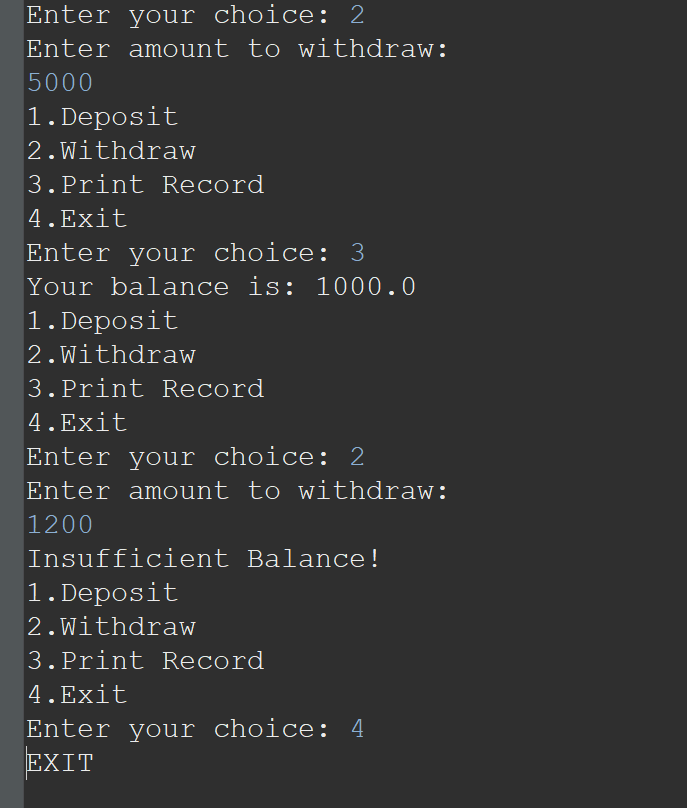 Enter your choice: 2
Enter amount to withdraw:
5000
1.Deposit
2.Withdraw
3.Print Record
4.Exit
Enter your choice: 3
Your balance is: 1000.0
1.Deposit
2.Withdraw
3.Print Record
4.Exit
Enter your choice: 2
Enter amount to withdraw:
1200
Insufficient Balance!
1.Deposit
2.Withdraw
3.Print Record
4.Exit
Enter your choice: 4
EXIT